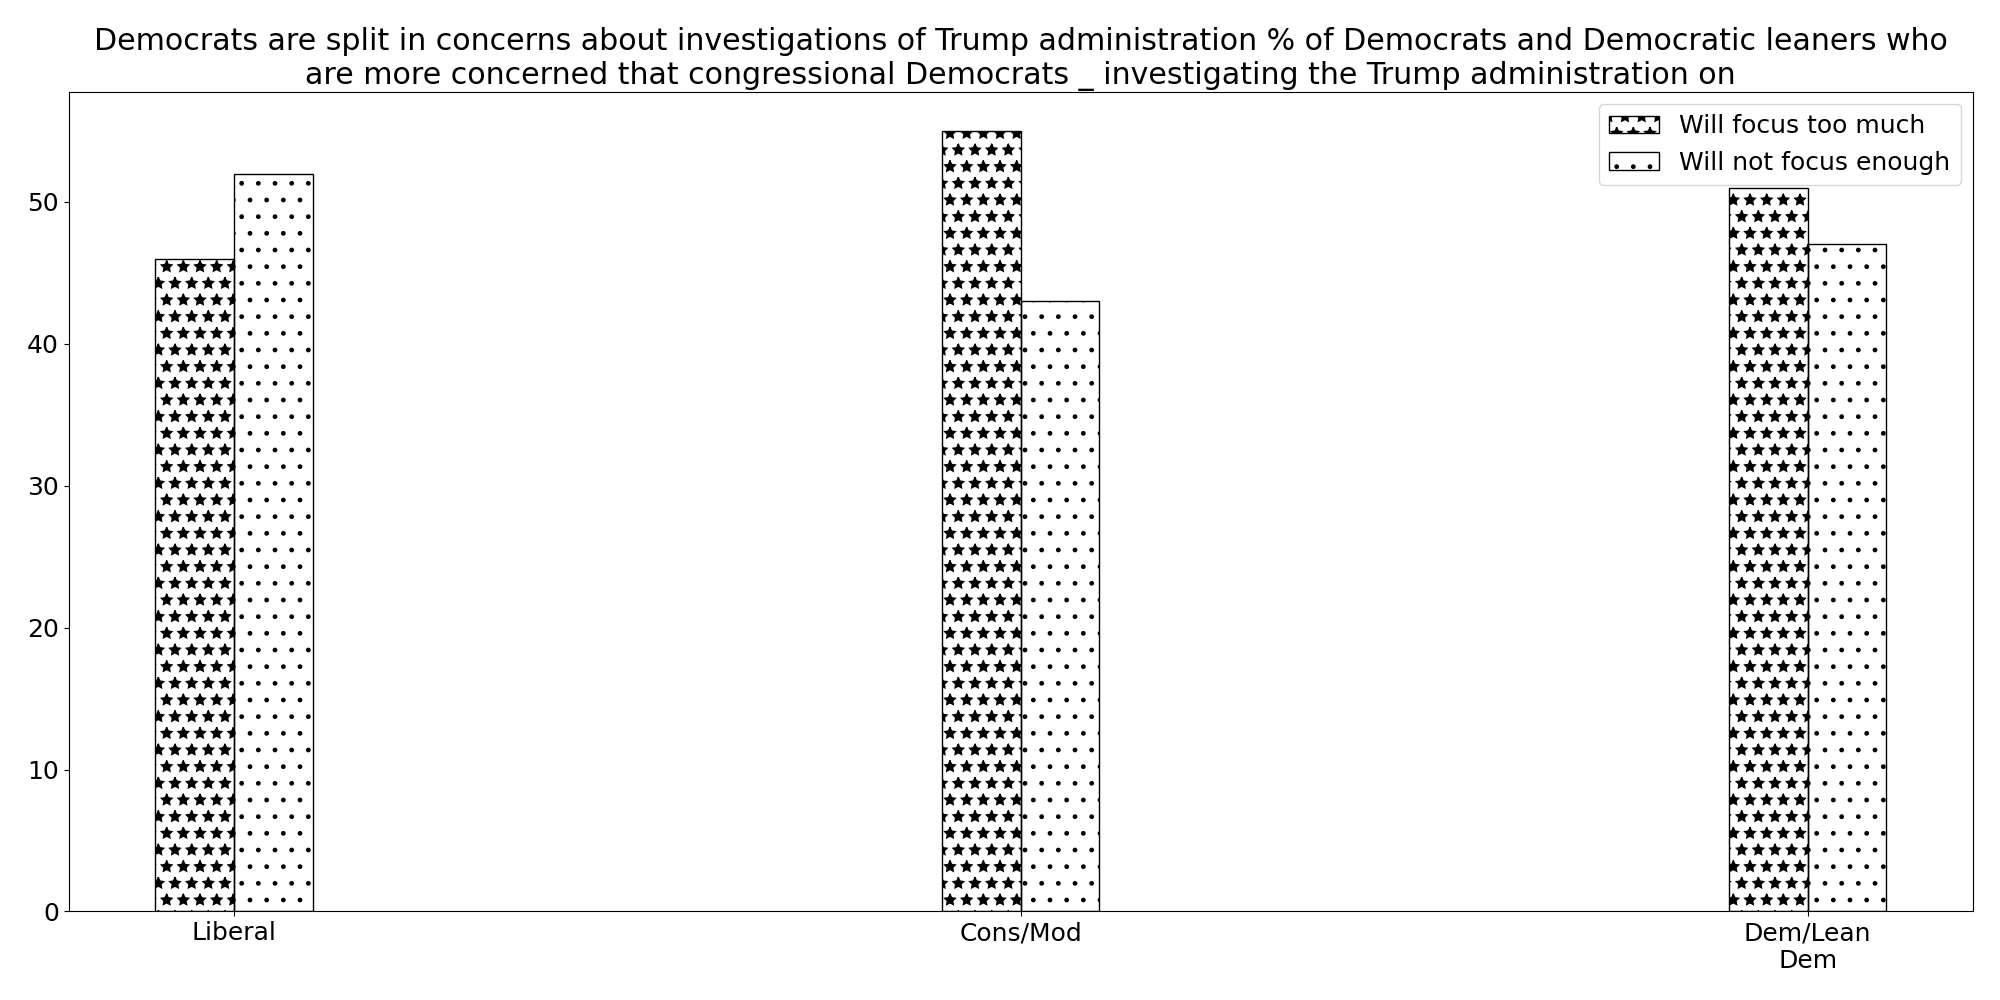 Democrats are split in concerns about investigations of Trump administration % of Democrats and Democratic leaners who
are more concerned that congressional Democrats _ investigating the Trump administration on
Will focus too much
Will not focus enough
50
40
30
20
10
0
Liberal
Cons/Mod
Dem/Lean
Dem